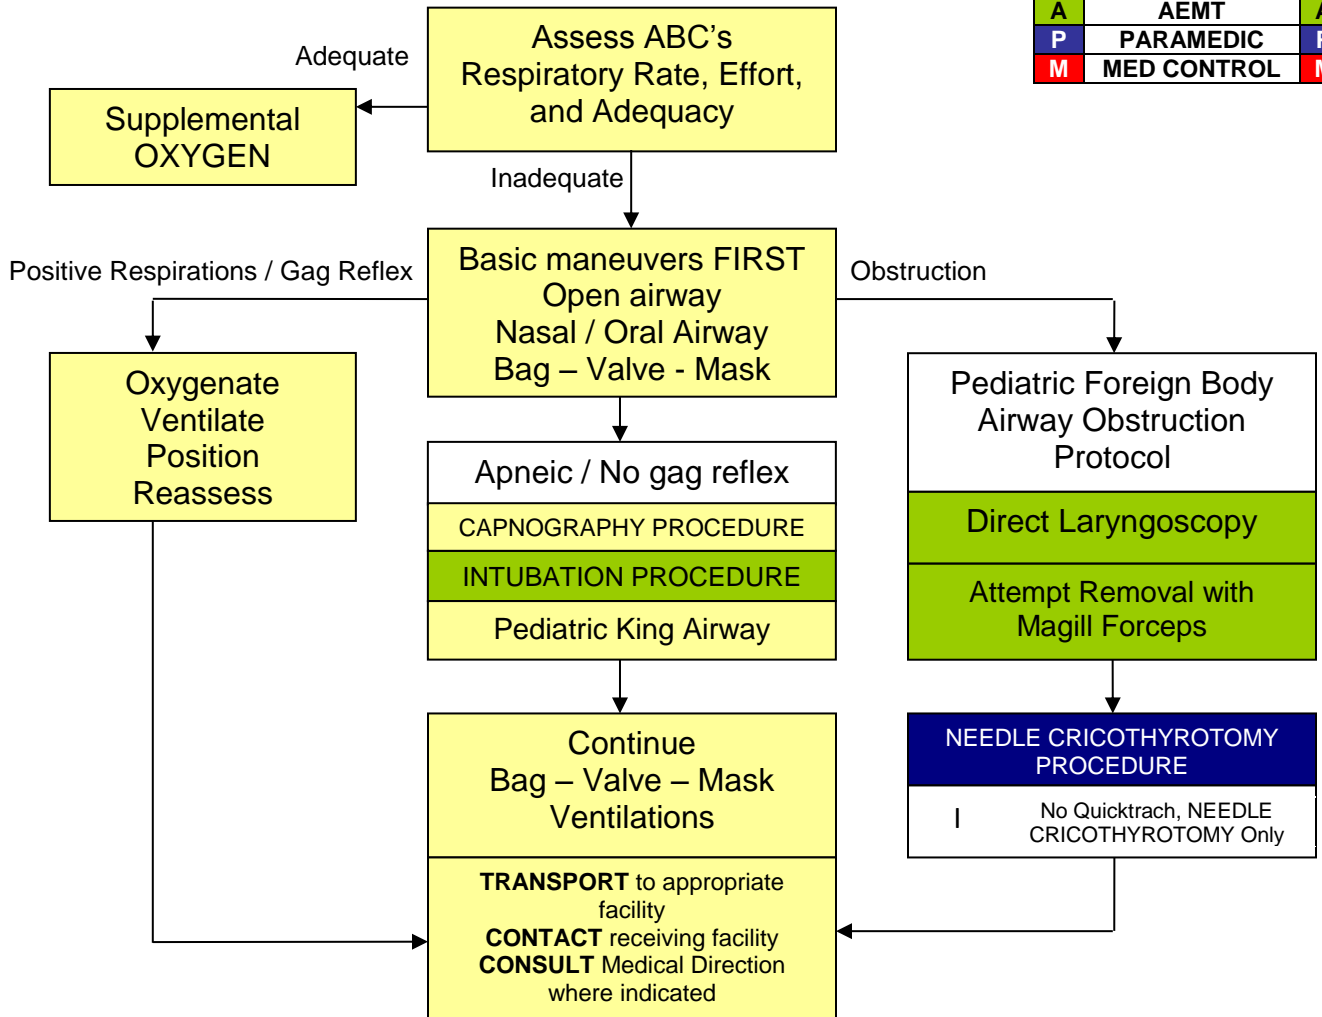 A AEMT A
P PARAMEDIC P
M MED CONTROL M
Assess ABC's
Respiratory Rate, Effort,
and Adequacy
Adequate
Supplemental
OXYGEN
Inadequate
Positive Respirations / Gag Reflex
Basic maneuvers FIRST
Open airway
Nasal / Oral Airway
Bag – Valve - Mask
Obstruction
Oxygenate
Ventilate
Position
Reassess
Apneic / No gag reflex
CAPNOGRAPHY PROCEDURE
INTUBATION PROCEDURE
Pediatric King Airway
Pediatric Foreign Body
Airway Obstruction
Protocol
Direct Laryngoscopy
Attempt Removal with
Magill Forceps
Continue
Bag – Valve – Mask
Ventilations
NEEDLE CRICOTHYROTOMY
PROCEDURE
I No Quicktrach, NEEDLE
CRICOTHYROTOMY Only
TRANSPORT to appropriate
facility
CONTACT receiving facility
CONSULT Medical Direction
where indicated